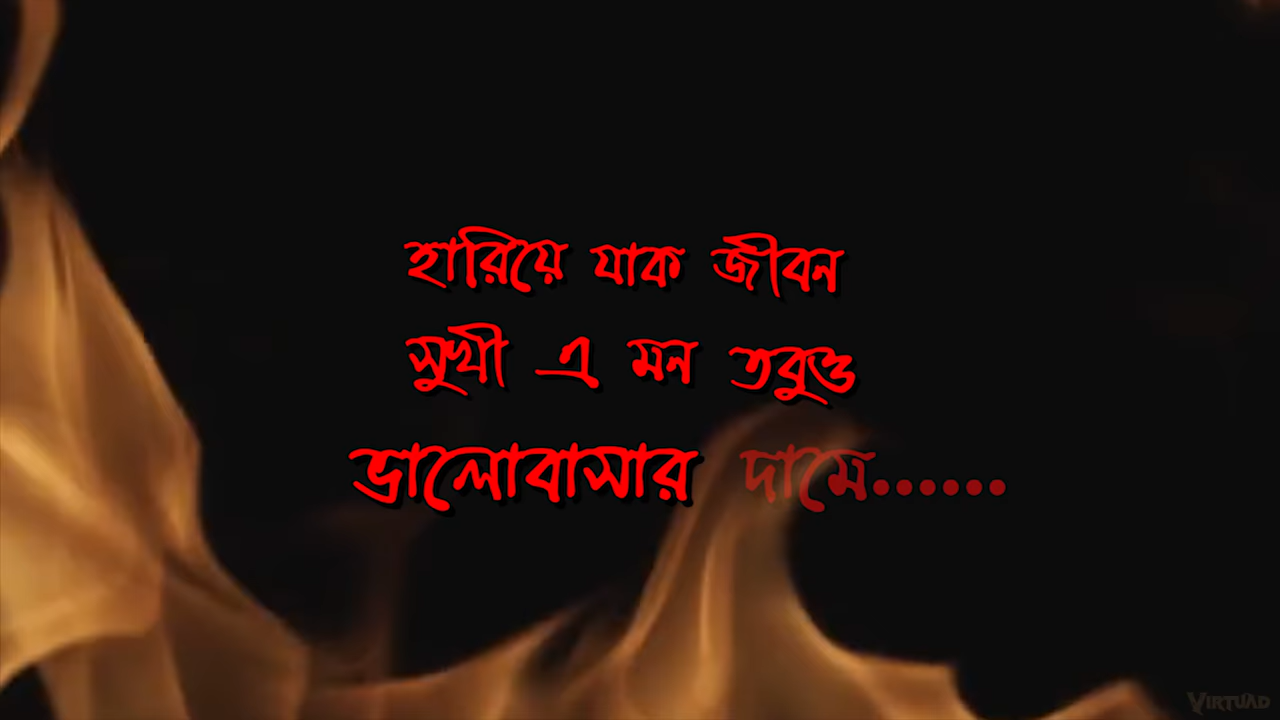 হারিয়ে যাক জীবন
সুখী এ মন তবুও
ভালোবাসার দামে......
VIRTUAD